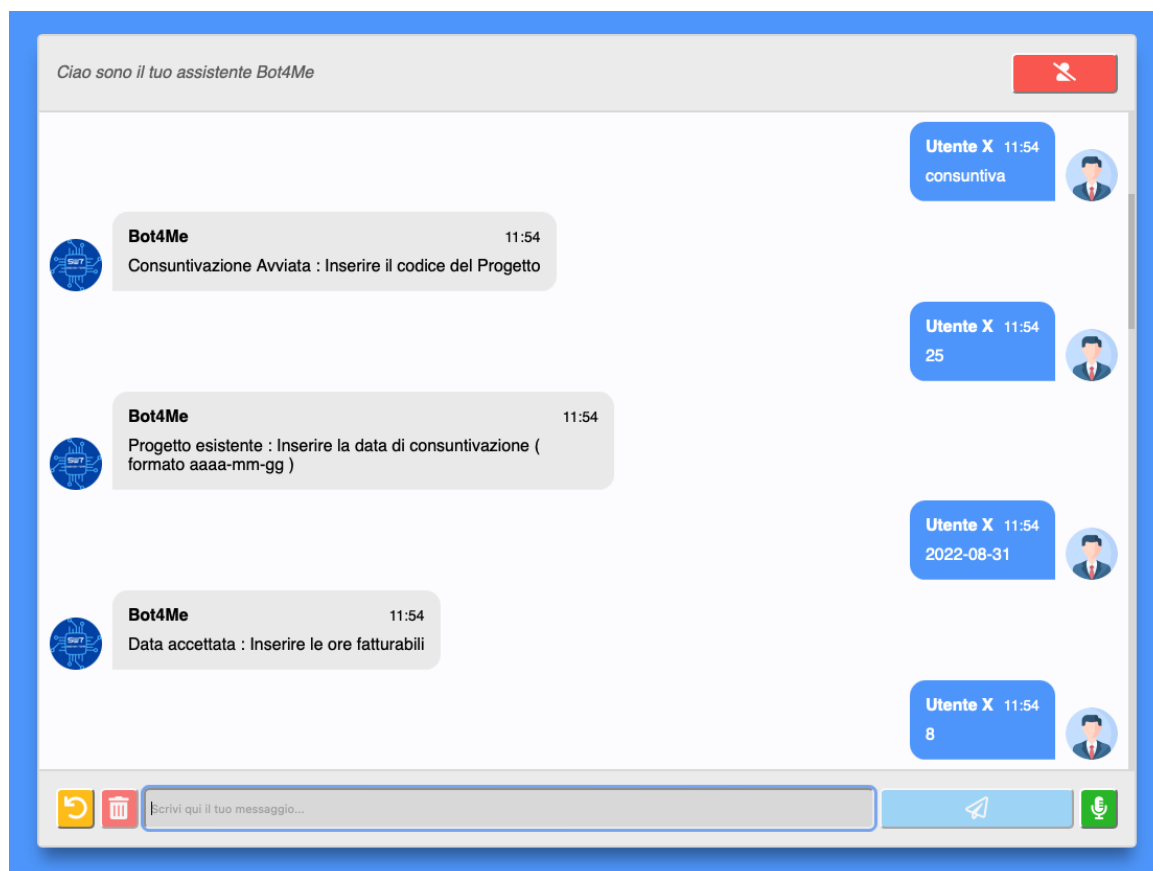 Ciao sono il tuo assistente Bot4Me
Utente X 11:54
consuntiva
Bot4Me 11:54
Consuntivazione Avviata : Inserire il codice del Progetto
Utente X 11:54
25
Bot4Me 11:54
Progetto esistente : Inserire la data di consuntivazione (
formato aaaa-mm-gg )
Utente X 11:54
2022-08-31
Bot4Me 11:54
Data accettata : Inserire le ore fatturabili
Utente X 11:54
8
Scrivi qui il tuo messaggio...